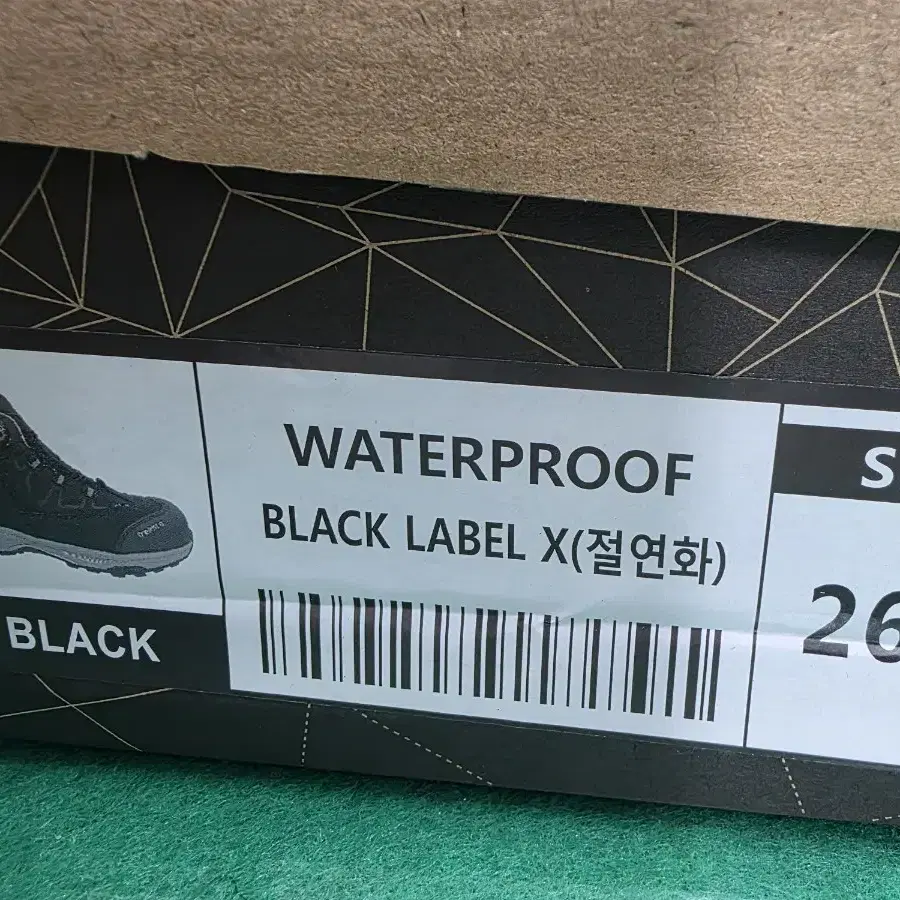 WATERPROOF
BLACK LABEL X(절연화)
BLACK
S
26